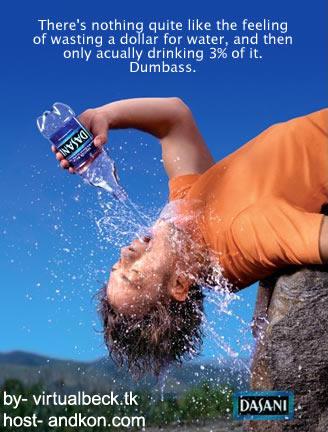 There's nothing quite like the feeling
of wasting a dollar for water, and then
only acually drinking 3% of it.
Dumbass.
DASANI
by- virtualbeck.tk
DASANI
host- andkon.com